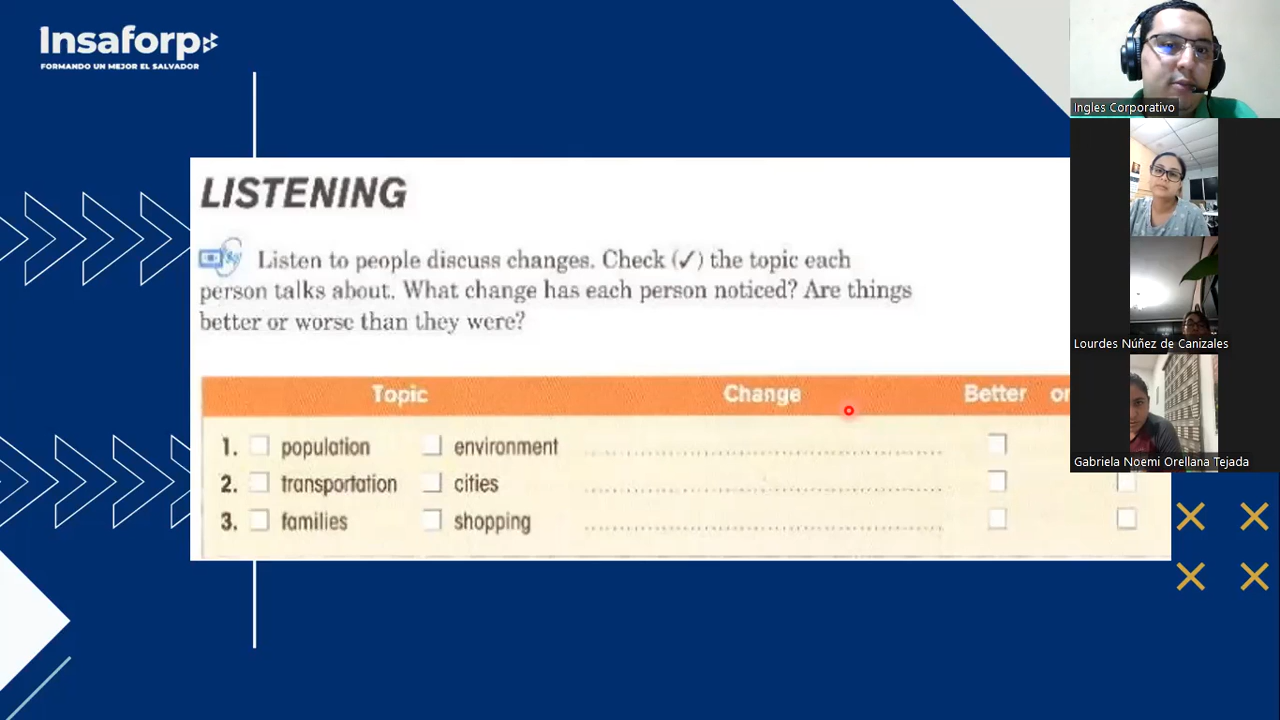 Insaforp
FORMANDO UN MEJOR EL SALVADOR
LISTENING
Listen to people discuss changes. Check (✓) the topic each
person talks about. What change has each person noticed? Are things
better or worse than they were?
Topic Change Better or
1. population environment
2. transportation cities
3. families shopping
Ingles Corporativo
Lourdes Núñez de Canizales
Gabriela Noemi Orellana Tejada